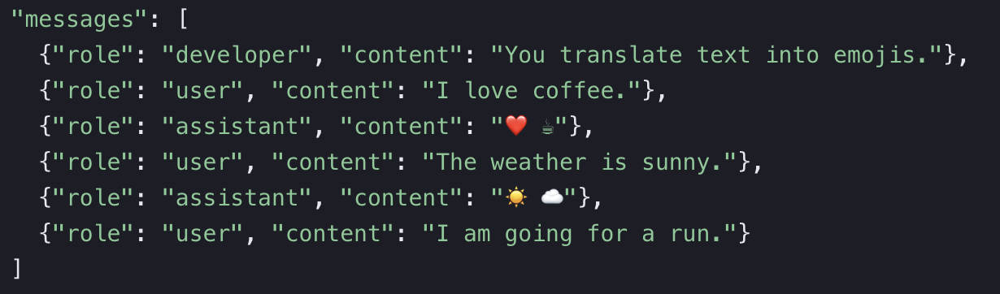 "messages": [
  {"role": "developer", "content": "You translate text into emojis."},
  {"role": "user", "content": "I love coffee."},
  {"role": "assistant", "content": "❤️ ☕"},
  {"role": "user", "content": "The weather is sunny."},
  {"role": "assistant", "content": "☀️ ☁️"},
  {"role": "user", "content": "I am going for a run."}
]